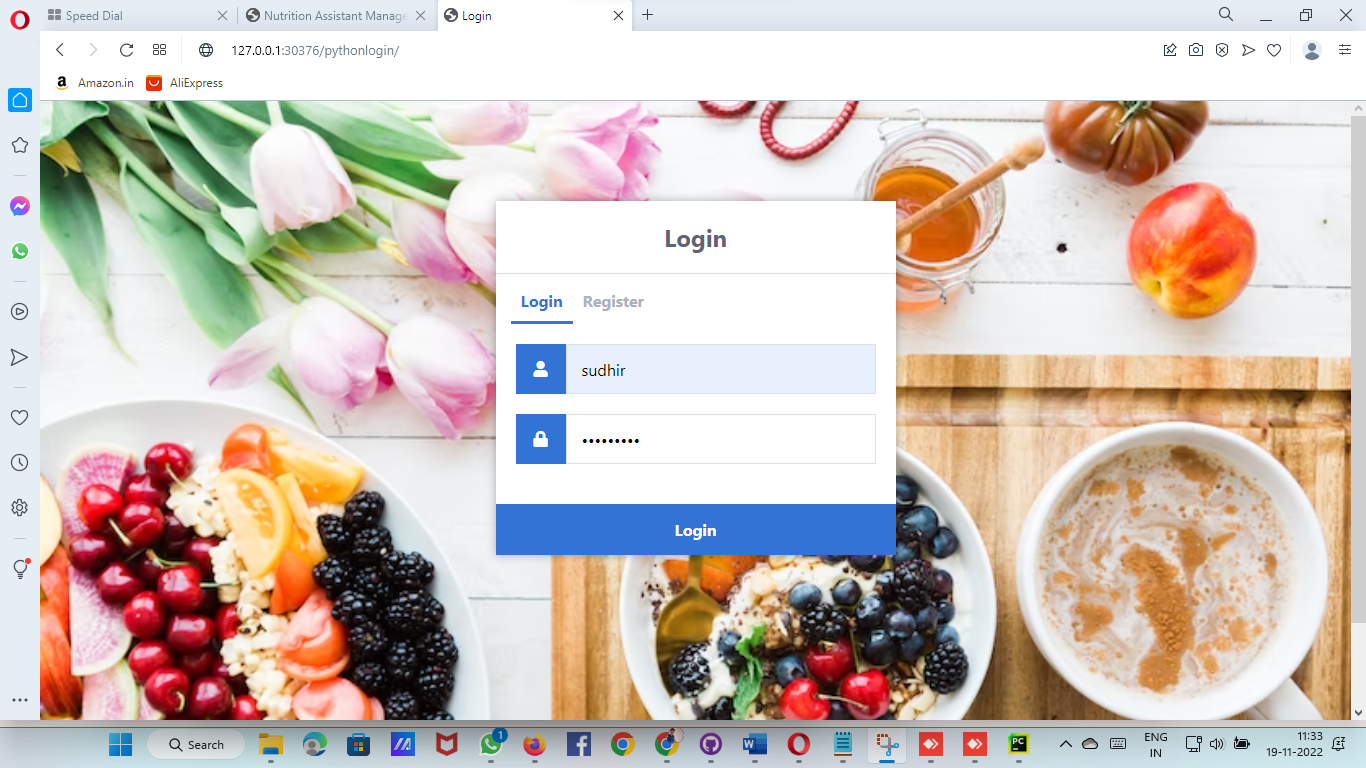 Speed Dial
Nutrition Assistant Manage
Login
127.0.0.1:30376/pythonlogin/
Amazon.in
AliExpress
Login
Login Register
sudhir
•••••••••
Login
Search
1
PC
ENG
IN
11:33
19-11-2022